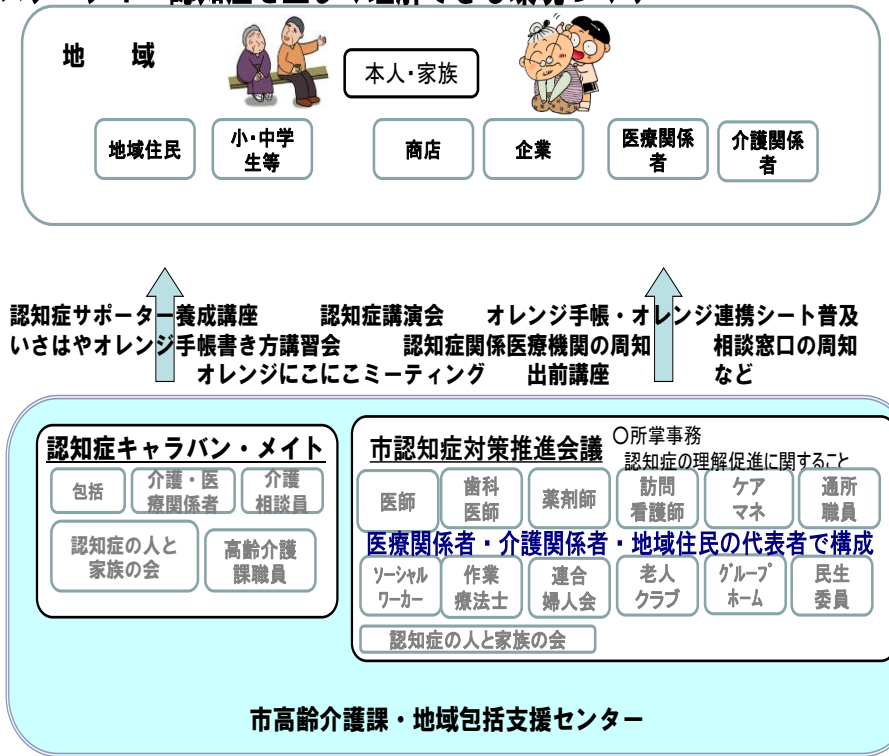 地　域
本人・家族
地域住民
小・中学
生等
商店
企業
医療関係
者
介護関係
者
認知症サポーター養成講座　認知症講演会　オレンジ手帳・オレンジ連携シート普及
いさはやオレンジ手帳書き方講習会　認知症関係医療機関の周知　相談窓口の周知
オレンジにこにこミーティング　出前講座　など
認知症キャラバン・メイト
包括
介護・医
療関係者
介護
相談員
認知症の人と
家族の会
高齢介護
課職員
市認知症対策推進会議
〇所掌事務
認知症の理解促進に関すること
医師
歯科
医師
薬剤師
訪問
看護師
ケア
マネ
通所
職員
医療関係者・介護関係者・地域住民の代表者で構成
ソーシャル
ワーカー
作業
療法士
連合
婦人会
老人
クラブ
グループ
ホーム
民生
委員
認知症の人と家族の会
市高齢介護課・地域包括支援センター